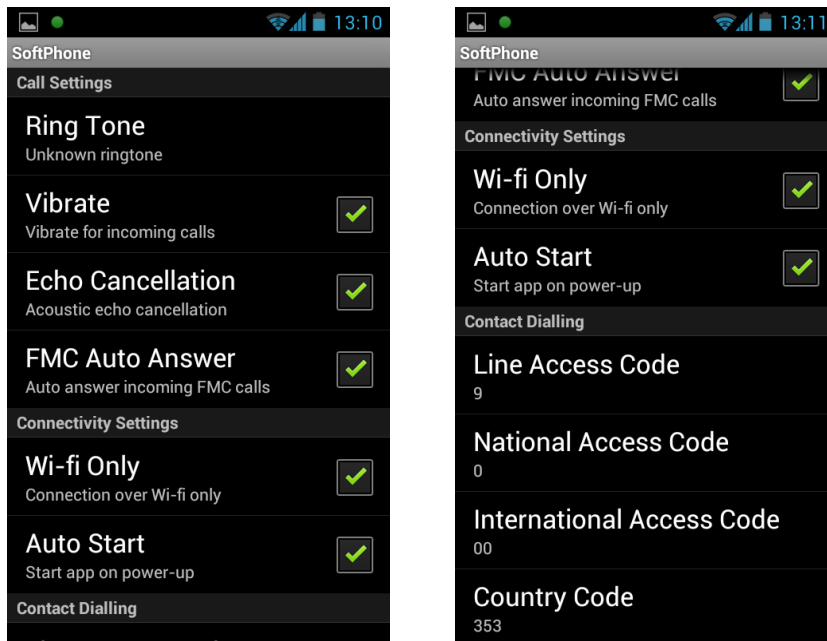 13:10
SoftPhone
Call Settings
Ring Tone
Unknown ringtone
Vibrate
Vibrate for incoming calls
Echo Cancellation
Acoustic echo cancellation
FMC Auto Answer
Auto answer incoming FMC calls
Connectivity Settings
Wi-fi Only
Connection over Wi-fi only
Auto Start
Start app on power-up
Contact Dialling
13:11
SoftPhone
FMC Auto Answer
Auto answer incoming FMC calls
Connectivity Settings
Wi-fi Only
Connection over Wi-fi only
Auto Start
Start app on power-up
Contact Dialling
Line Access Code
9
National Access Code
0
International Access Code
00
Country Code
353